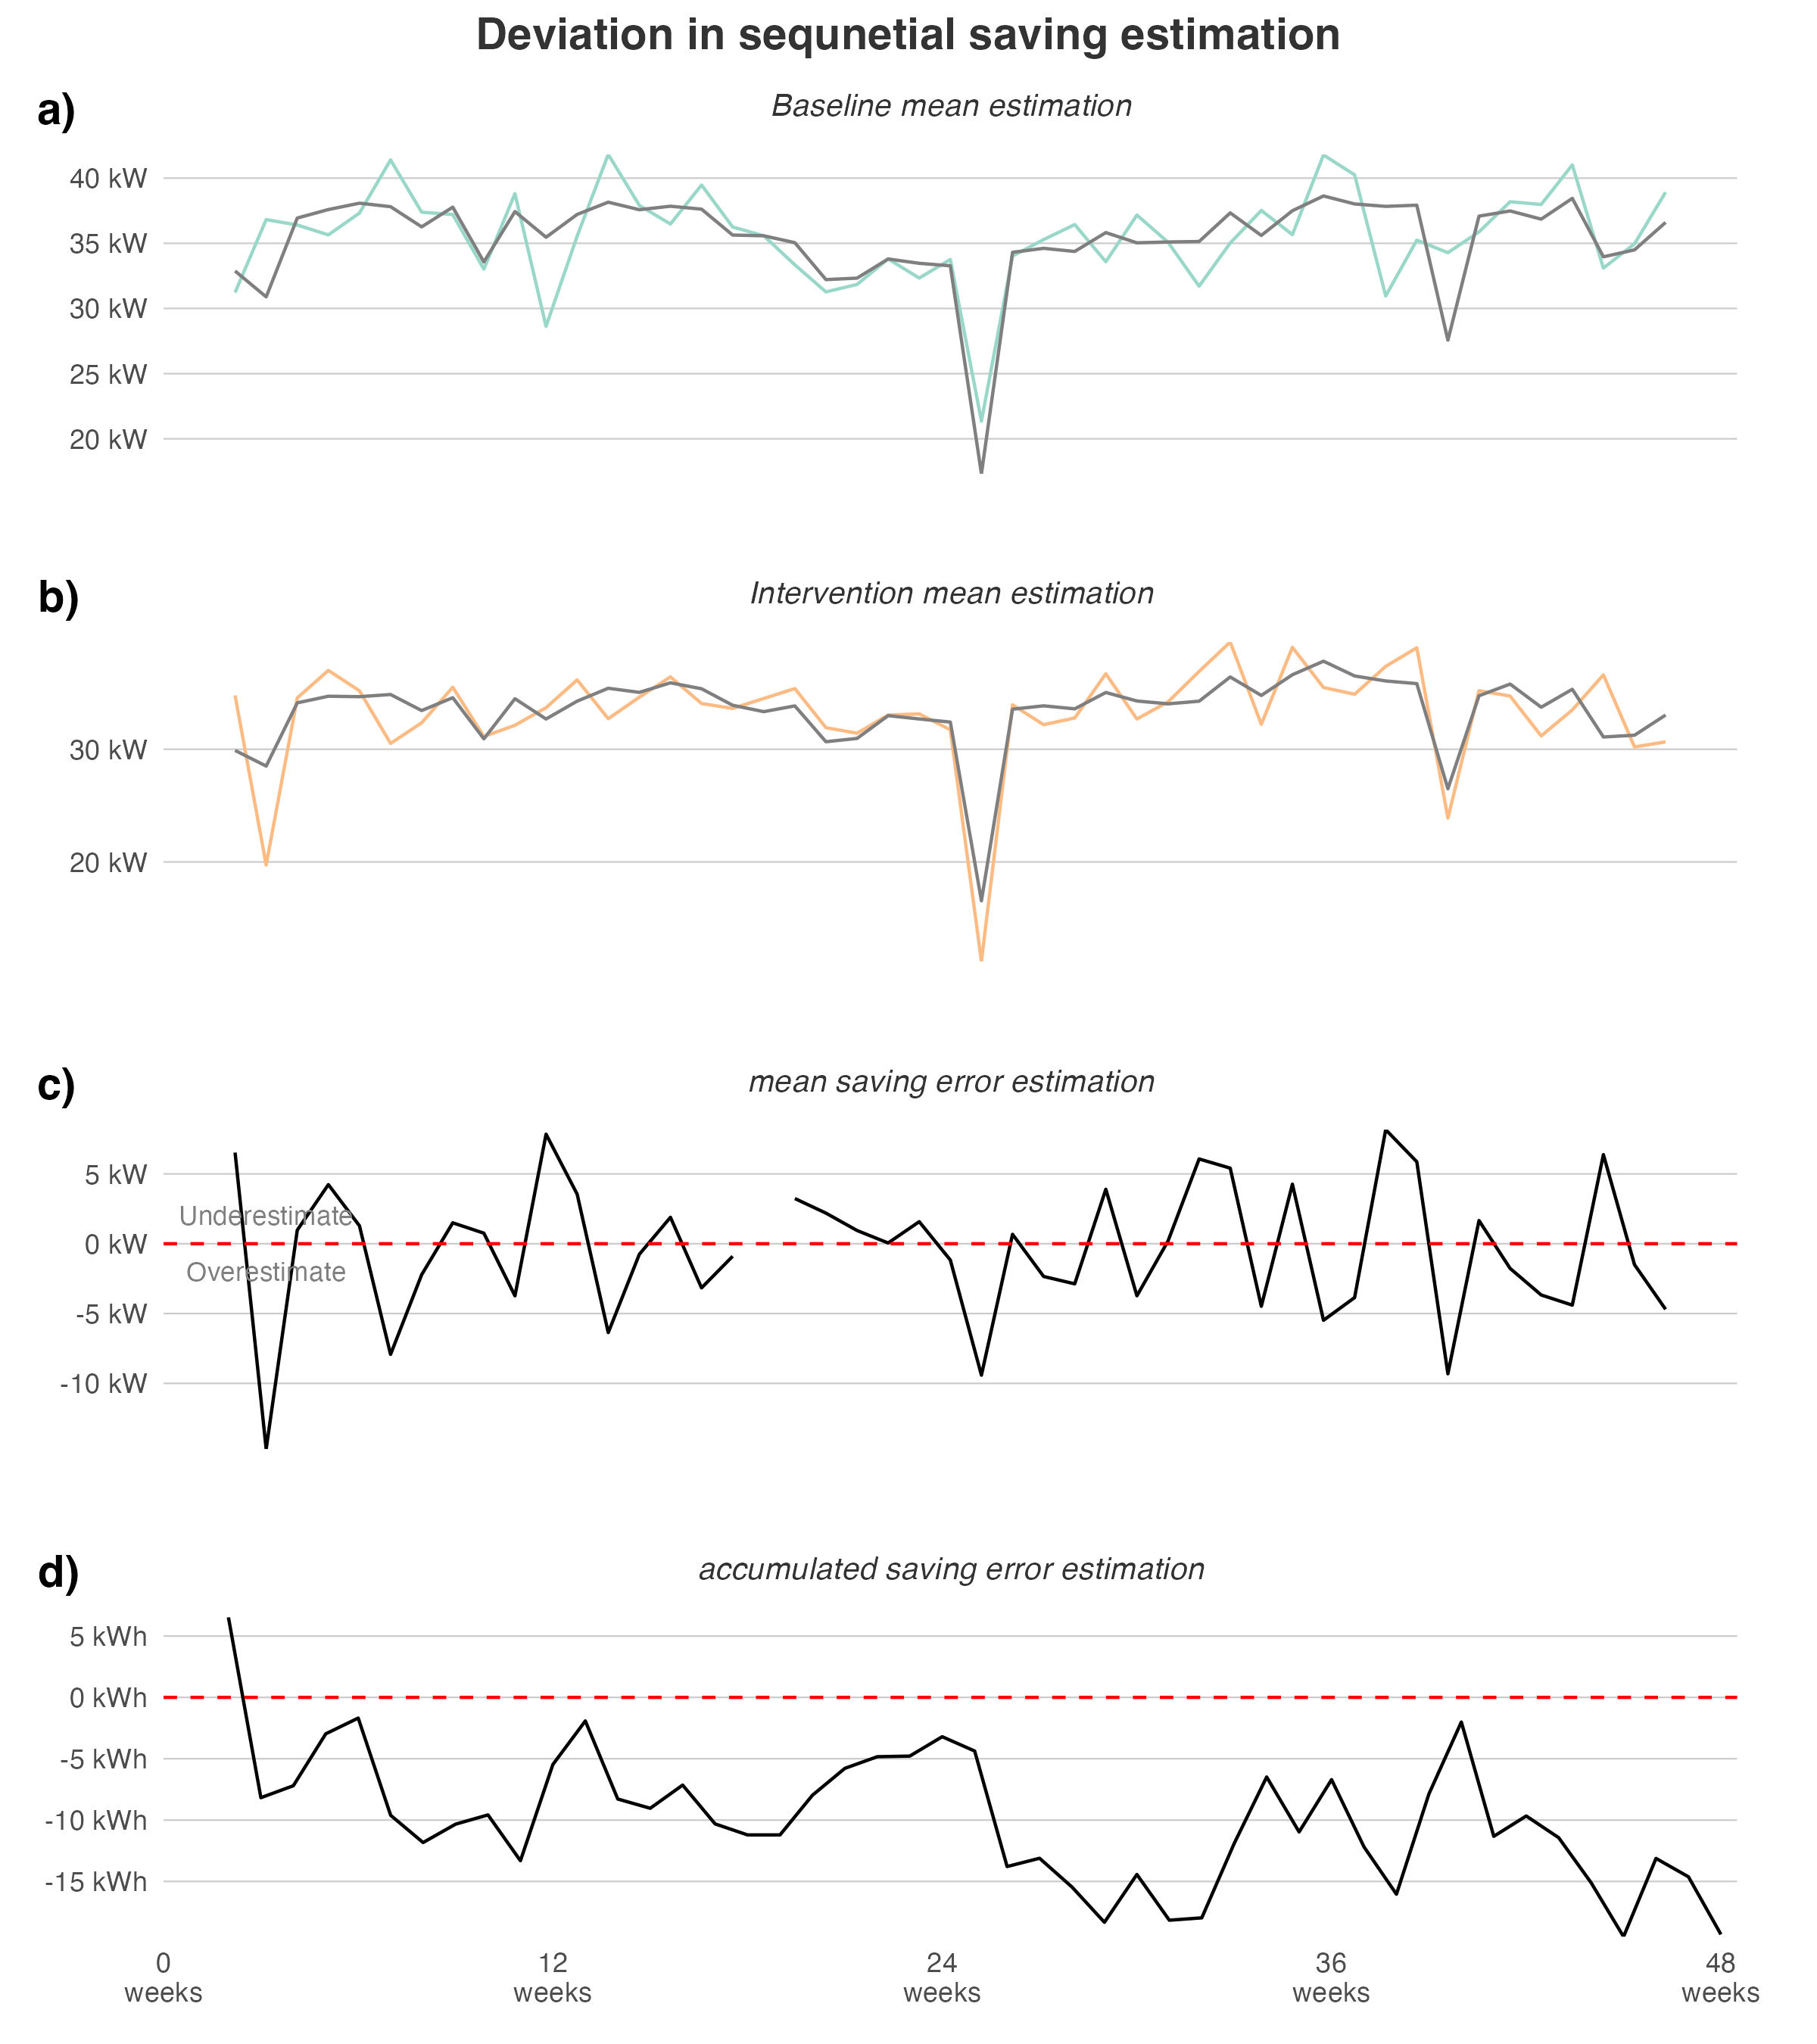 Deviation in sequnetial saving estimation
a)
Baseline mean estimation
40 kW
35 kW
30 kW
25 kW
20 kW
b)
Intervention mean estimation
30 kW
20 kW
c)
mean saving error estimation
5 kW
Underestimate
0 kW
Overestimate
-5 kW
-10 kW
d)
accumulated saving error estimation
5 kWh
0 kWh
-5 kWh
-10 kWh
-15 kWh
0 12 24 36 48
weeks weeks weeks weeks weeks